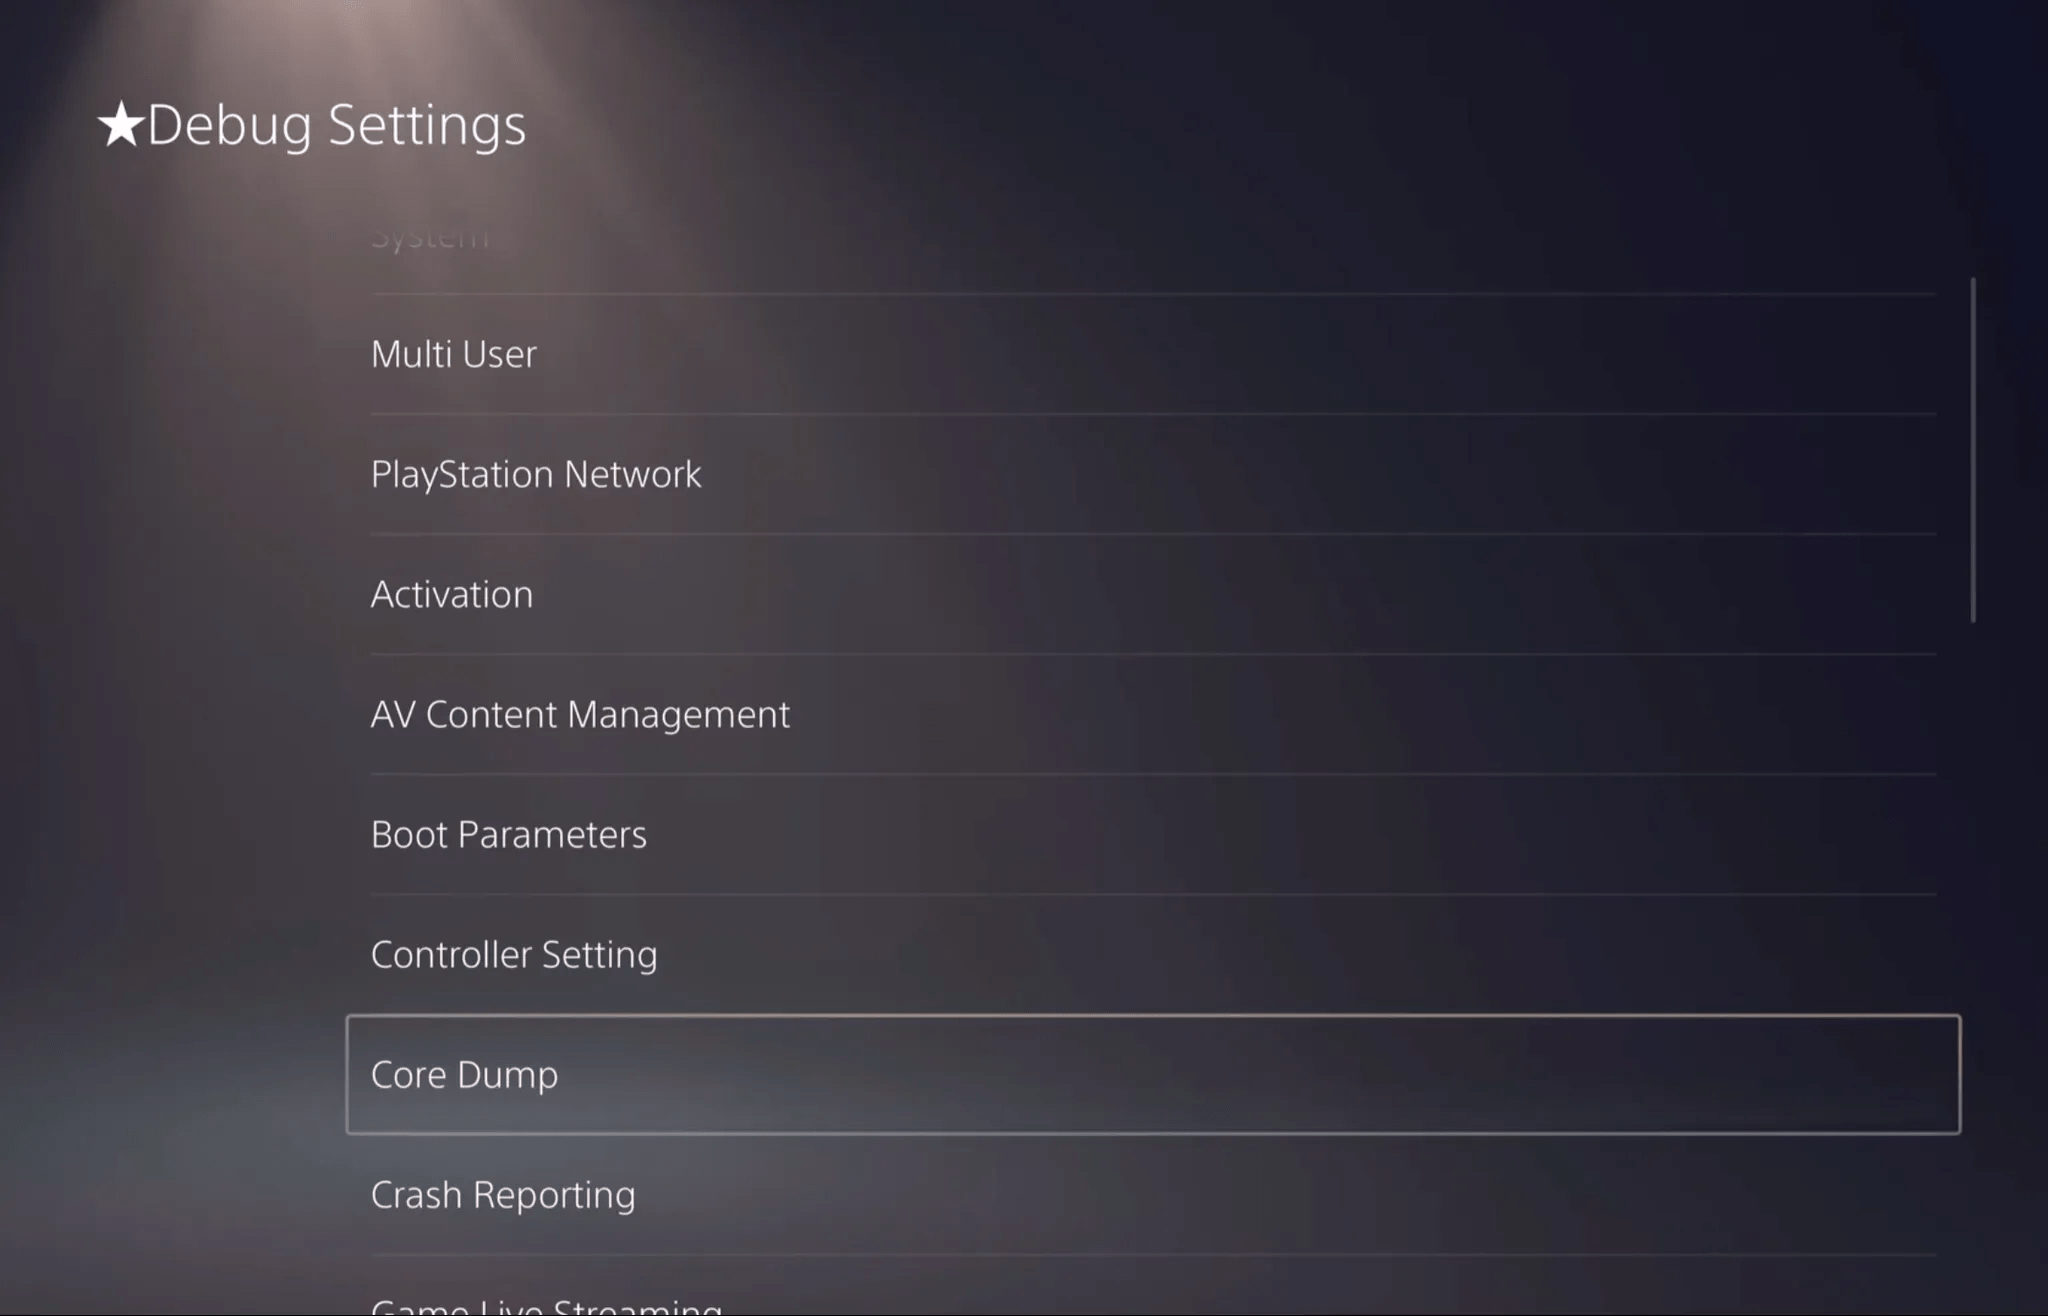 ★Debug Settings
System
Multi User
PlayStation Network
Activation
AV Content Management
Boot Parameters
Controller Setting
Core Dump
Crash Reporting
Game Live Streaming